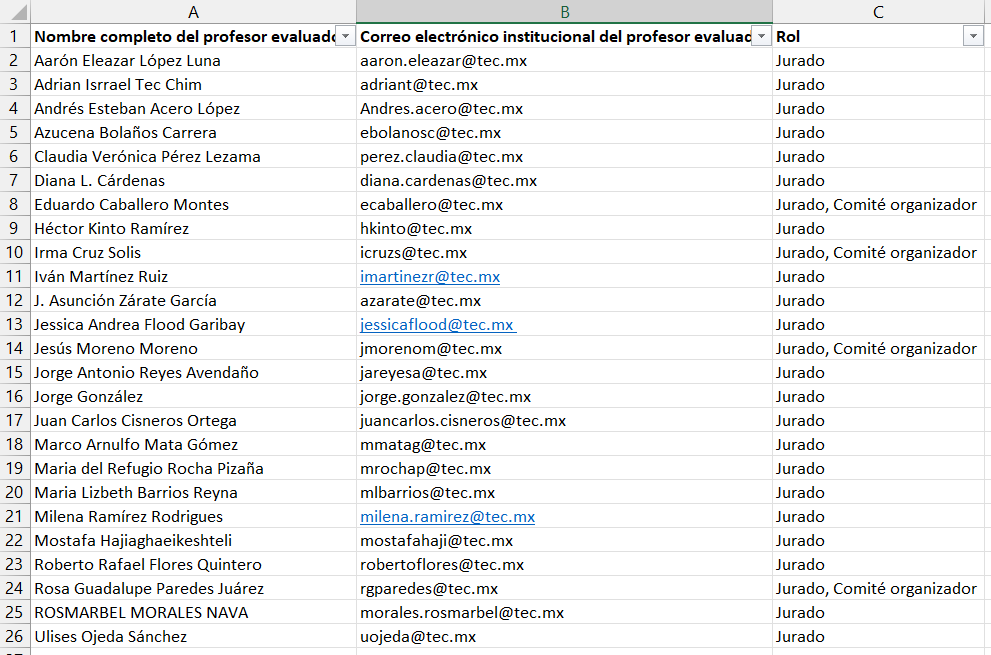 A B C
1 Nombre completo del profesor evaluado Correo electrónico institucional del profesor evaluad Rol
2 Aarón Eleazar López Luna aaron.eleazar@tec.mx Jurado
3 Adrian Isrrael Tec Chim adriant@tec.mx Jurado
4 Andrés Esteban Acero López Andres.acero@tec.mx Jurado
5 Azucena Bolaños Carrera ebolanosc@tec.mx Jurado
6 Claudia Verónica Pérez Lezama perez.claudia@tec.mx Jurado
7 Diana L. Cárdenas diana.cardenas@tec.mx Jurado
8 Eduardo Caballero Montes ecaballero@tec.mx Jurado, Comité organizador
9 Héctor Kinto Ramírez hkinto@tec.mx Jurado
10 Irma Cruz Solis icruzs@tec.mx Jurado, Comité organizador
11 Iván Martínez Ruiz imartinezr@tec.mx Jurado
12 J. Asunción Zárate García azarate@tec.mx Jurado
13 Jessica Andrea Flood Garibay jessicaflood@tec.mx Jurado
14 Jesús Moreno Moreno jmorenom@tec.mx Jurado, Comité organizador
15 Jorge Antonio Reyes Avendaño jareyesa@tec.mx Jurado
16 Jorge González jorge.gonzalez@tec.mx Jurado
17 Juan Carlos Cisneros Ortega juancarlos.cisneros@tec.mx Jurado
18 Marco Arnulfo Mata Gómez mmatag@tec.mx Jurado
19 Maria del Refugio Rocha Pizaña mrochap@tec.mx Jurado
20 Maria Lizbeth Barrios Reyna mlbarrios@tec.mx Jurado
21 Milena Ramírez Rodrigues milena.ramirez@tec.mx Jurado
22 Mostafa Hajiaghaeikeshteli mostafahaji@tec.mx Jurado
23 Roberto Rafael Flores Quintero robertoflores@tec.mx Jurado
24 Rosa Guadalupe Paredes Juárez rgparedes@tec.mx Jurado, Comité organizador
25 ROSMARBEL MORALES NAVA morales.rosmarbel@tec.mx Jurado
26 Ulises Ojeda Sánchez uojeda@tec.mx Jurado